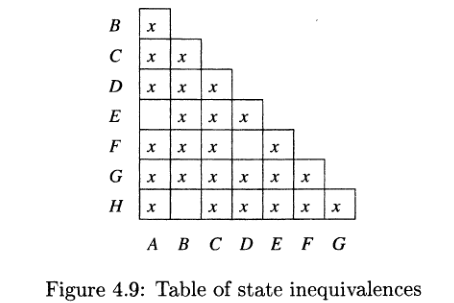 B x
C x x
D x x x
E x x x
F x x x x
G x x x x x x
H x x x x x x
A B C D E F G
Figure 4.9: Table of state inequivalences